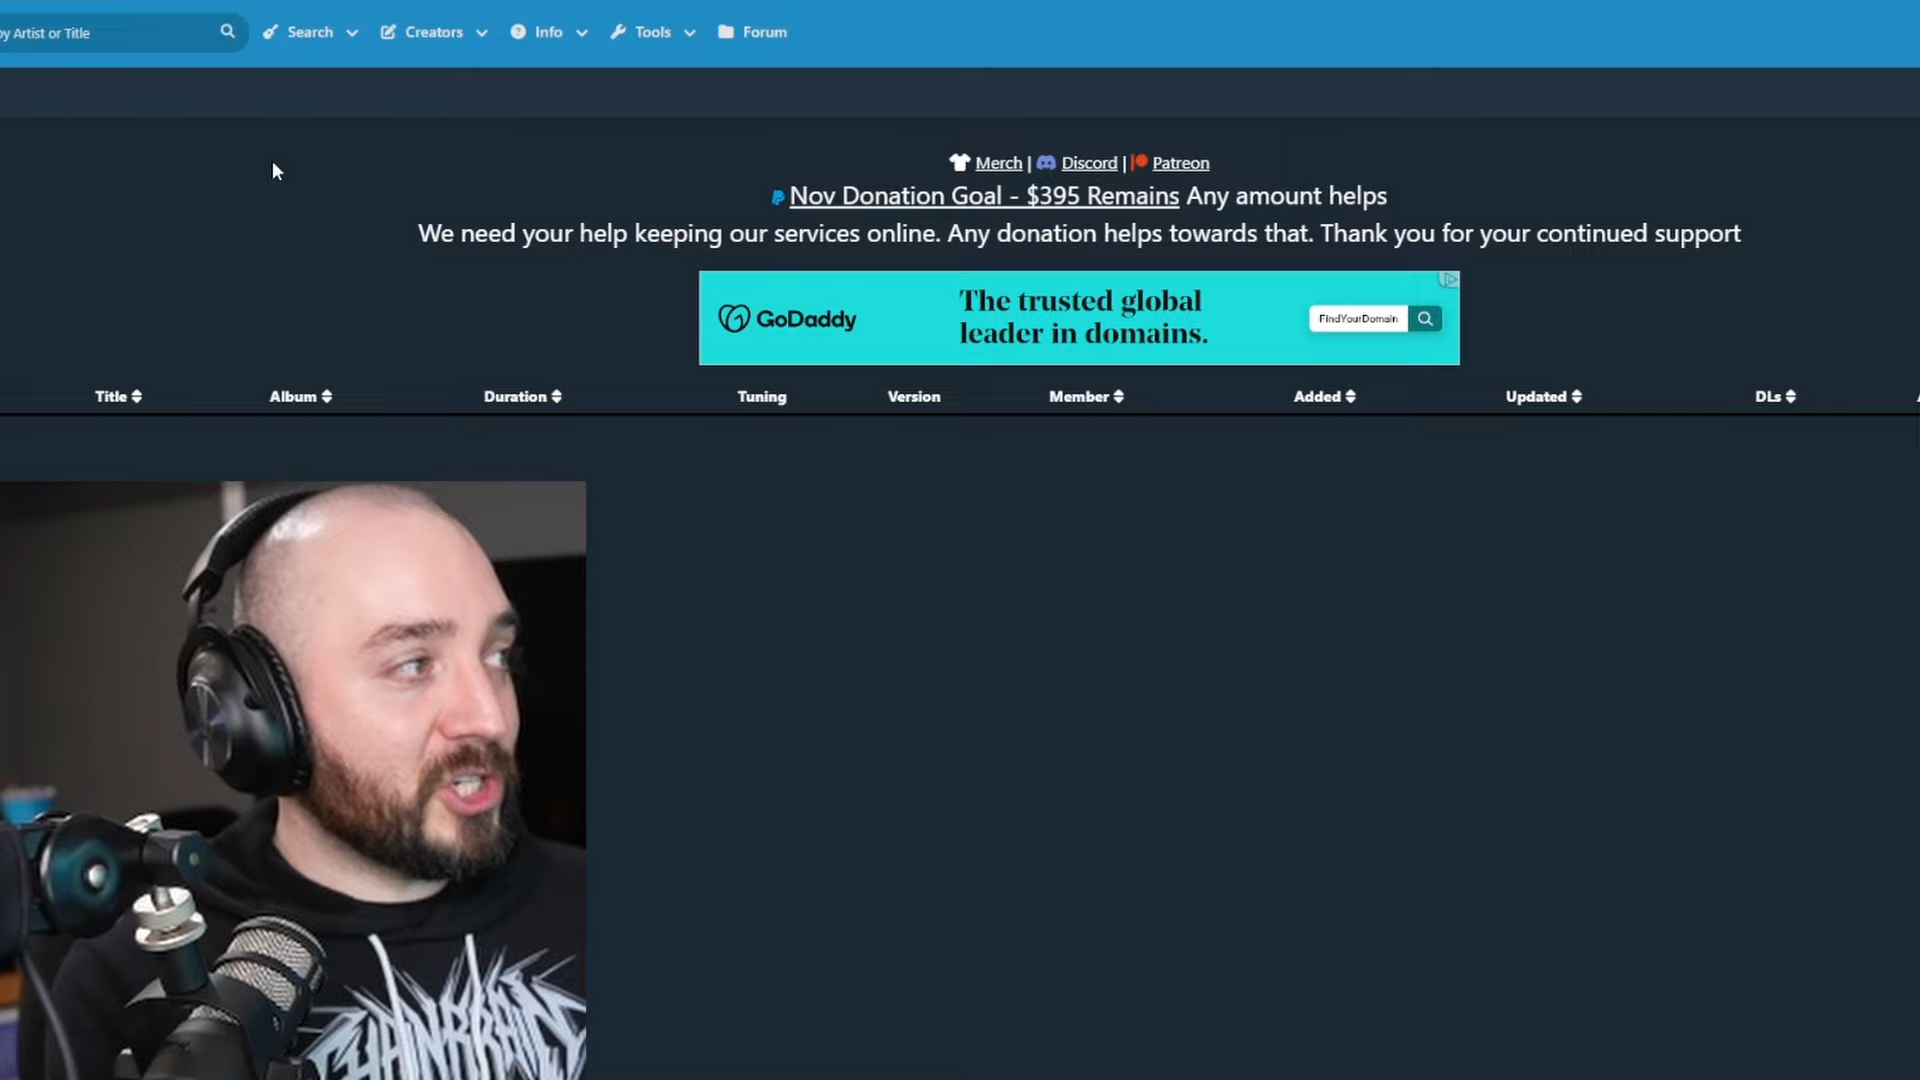 by Artist or Title
Search
Creators
Info
Tools
Forum
Merch | Discord | Patreon
Nov Donation Goal - $395 Remains Any amount helps
We need your help keeping our services online. Any donation helps towards that. Thank you for your continued support
GoDaddy
The trusted global
leader in domains.
FindYourDomain
Title
Album
Duration
Tuning
Version
Member
Added
Updated
DLs